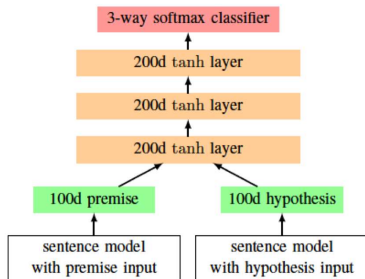 3-way softmax classifier
200d tanh layer
200d tanh layer
200d tanh layer
100d premise
100d hypothesis
sentence model
with premise input
sentence model
with hypothesis input